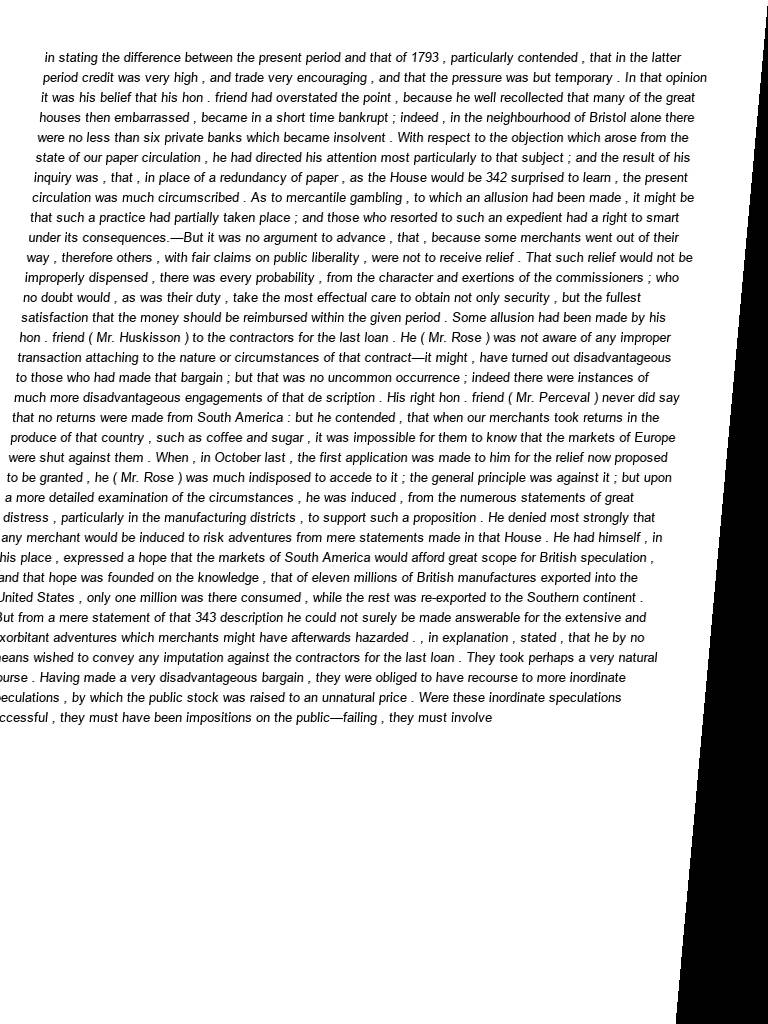 in stating the difference between the present period and that of 1793 , particularly contended , that in the latter
period credit was very high , and trade very encouraging , and that the pressure was but temporary . In that opinion
it was his belief that his hon . friend had overstated the point , because he well recollected that many of the great
houses then embarrassed , became in a short time bankrupt ; indeed , in the neighbourhood of Bristol alone there
were no less than six private banks which became insolvent . With respect to the objection which arose from the
state of our paper circulation , he had directed his attention most particularly to that subject ; and the result of his
inquiry was , that , in place of a redundancy of paper , as the House would be 342 surprised to learn , the present
circulation was much circumscribed . As to mercantile gambling , to which an allusion had been made , it might be
that such a practice had partially taken place ; and those who resorted to such an expedient had a right to smart
under its consequences.—But it was no argument to advance , that , because some merchants went out of their
way , therefore others , with fair claims on public liberality , were not to receive relief . That such relief would not be
improperly dispensed , there was every probability , from the character and exertions of the commissioners ; who
no doubt would , as was their duty , take the most effectual care to obtain not only security , but the fullest
satisfaction that the money should be reimbursed within the given period . Some allusion had been made by his
hon . friend ( Mr. Huskisson ) to the contractors for the last loan . He ( Mr. Rose ) was not aware of any improper
transaction attaching to the nature or circumstances of that contract—it might , have turned out disadvantageous
to those who had made that bargain ; but that was no uncommon occurrence ; indeed there were instances of
much more disadvantageous engagements of that de scription . His right hon . friend ( Mr. Perceval ) never did say
that no returns were made from South America : but he contended , that when our merchants took returns in the
produce of that country , such as coffee and sugar , it was impossible for them to know that the markets of Europe
were shut against them . When , in October last , the first application was made to him for the relief now proposed
to be granted , he ( Mr. Rose ) was much indisposed to accede to it ; the general principle was against it ; but upon
a more detailed examination of the circumstances , he was induced , from the numerous statements of great
distress , particularly in the manufacturing districts , to support such a proposition . He denied most strongly that
any merchant would be induced to risk adventures from mere statements made in that House . He had himself , in
his place , expressed a hope that the markets of South America would afford great scope for British speculation ,
and that hope was founded on the knowledge , that of eleven millions of British manufactures exported into the
United States , only one million was there consumed , while the rest was re-exported to the Southern continent .
But from a mere statement of that 343 description he could not surely be made answerable for the extensive and
xorbitant adventures which merchants might have afterwards hazarded . , in explanation , stated , that he by no
eans wished to convey any imputation against the contractors for the last loan . They took perhaps a very natural
ourse . Having made a very disadvantageous bargain , they were obliged to have recourse to more inordinate
eculations , by which the public stock was raised to an unnatural price . Were these inordinate speculations
ccessful , they must have been impositions on the public—failing , they must involve